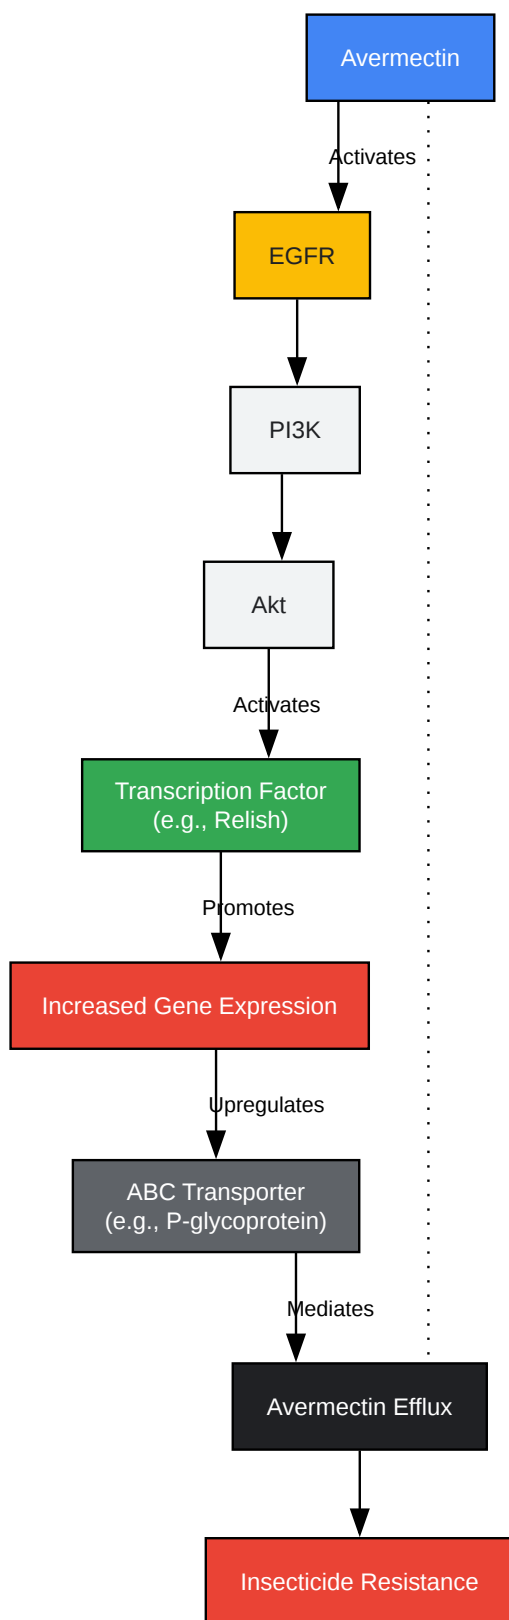 Avermectin
Activates
EGFR
PI3K
Akt
Activates
Transcription Factor
(e.g., Relish)
Promotes
Increased Gene Expression
Upregulates
ABC Transporter
(e.g., P-glycoprotein)
Mediates
Avermectin Efflux
Insecticide Resistance